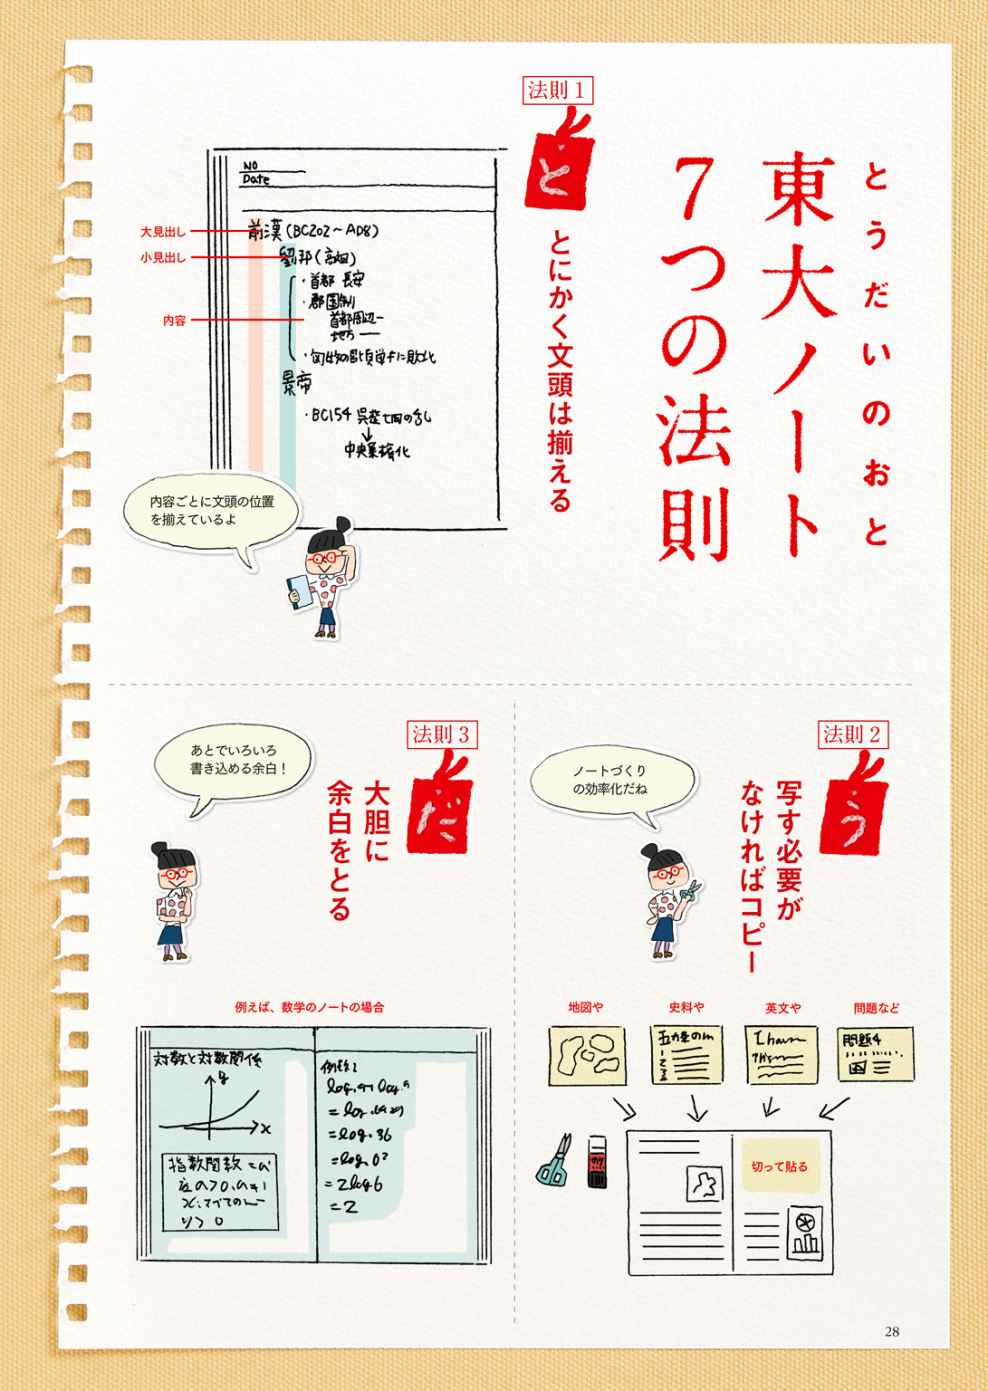 とうだいのおと
東大ノート
7つの法則
法則1
と
とにかく文頭は揃える
NO
Date
大見出し
小見出し
内容
前漢(BC202～AD8)
劉邦(高祖)
・首都 長安
・郡国制
首都周辺ー
地方ー
景帝
・BC154 呉楚七国の乱
↓
中央集権化
内容ごとに文頭の位置
を揃えているよ
法則2
う
写す必要が
なければコピー
ノートづくり
の効率化だね
地図や
史料や
英文や
問題など
I have
This
問題4
切って貼る
法則3
だ
大胆に
余白をとる
あとでいろいろ
書き込める余白!
例えば、数学のノートの場合
対数と対数関係
y
x
指数関数
例題1
=2log6
=2
28